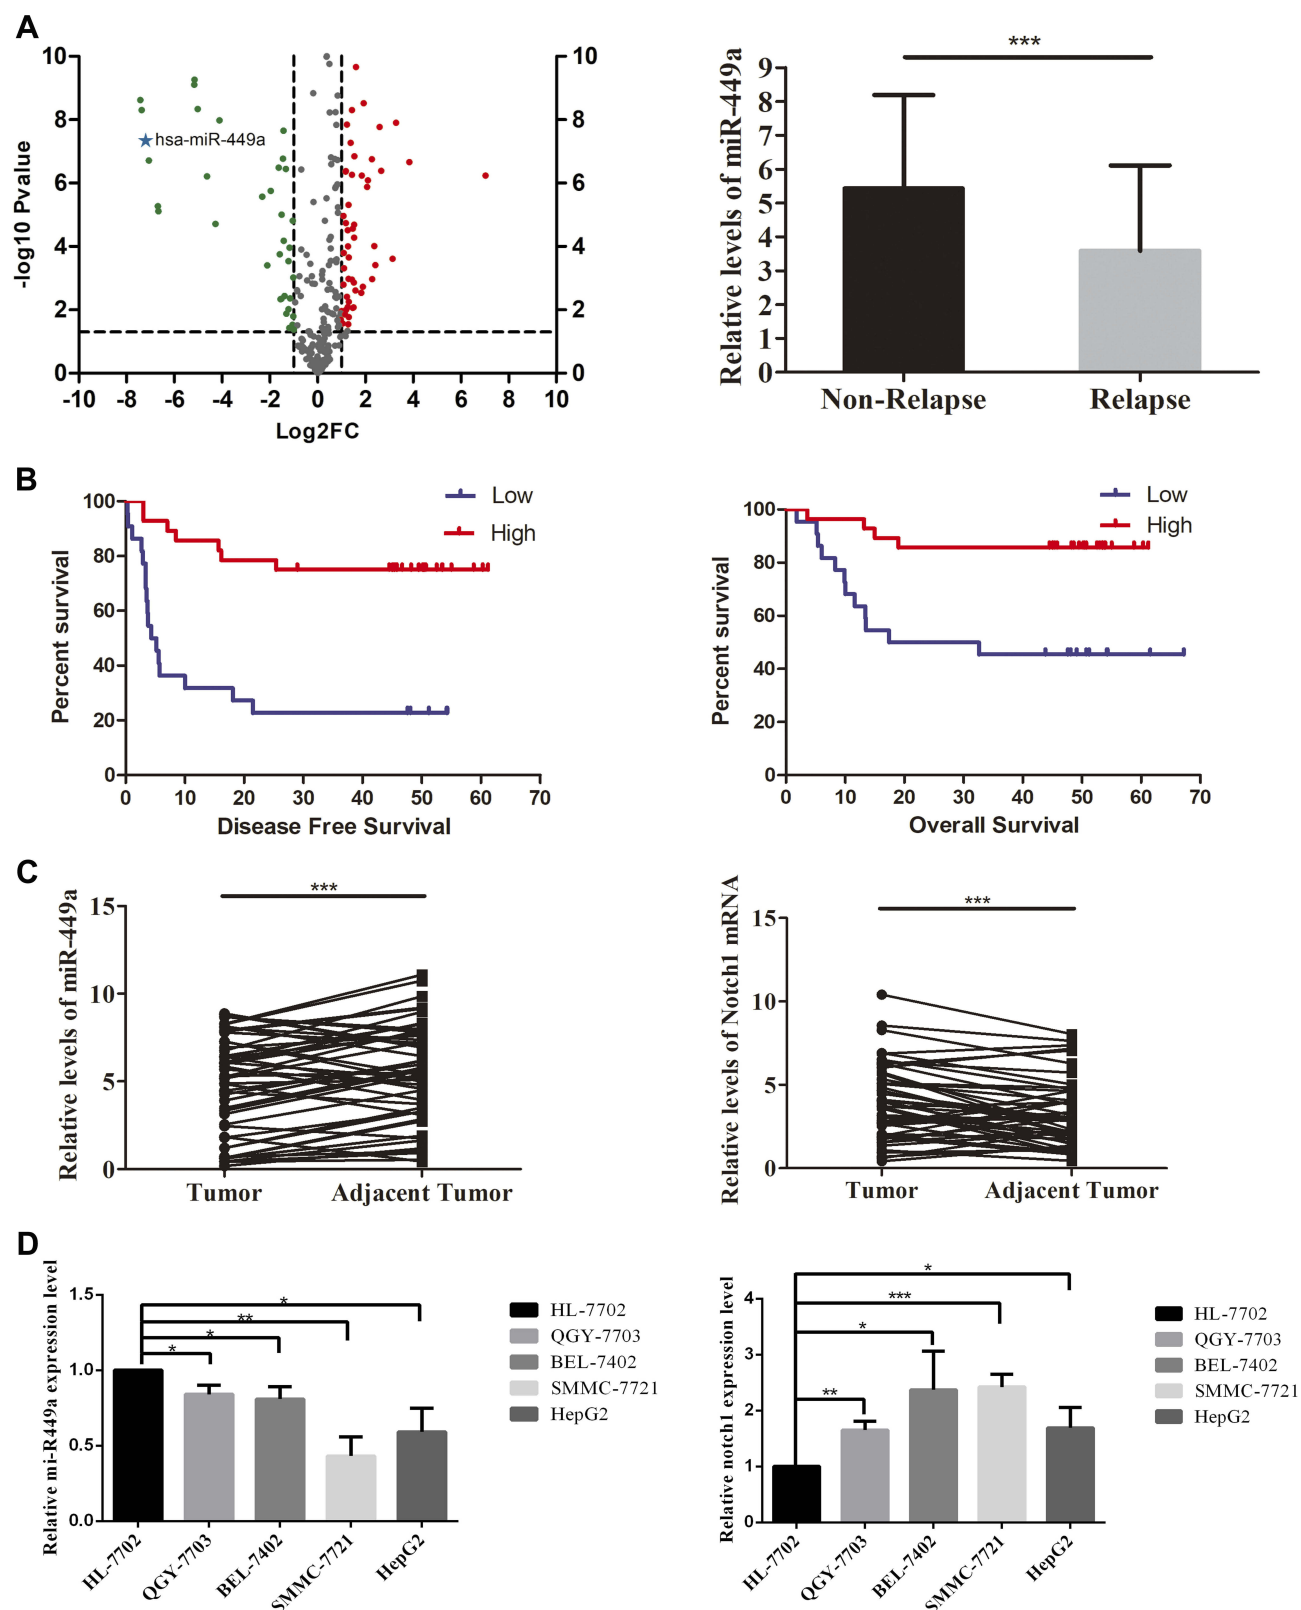 A
10
8
6
4
2
0
-log10 Pvalue
hsa-miR-449a
10
8
6
4
2
0
-10 -8 -6 -4 -2 0 2 4 6 8 10
Log2FC
***
Relative levels of miR-449a
9
8
7
6
5
4
3
2
1
0
Non-Relapse Relapse
B
Low
High
Percent survival
100
80
60
40
20
0
0 10 20 30 40 50 60 70
Disease Free Survival
Low
High
Percent survival
100
80
60
40
20
0
0 10 20 30 40 50 60 70
Overall Survival
C
***
Relative levels of miR-449a
15
10
5
0
Tumor Adjacent Tumor
***
Relative levels of Notch1 mRNA
15
10
5
0
Tumor Adjacent Tumor
D
Relative mi-R449a expression level
1.5
1.0
0.5
0.0
*
**
*
*
HL-7702
QGY-7703
BEL-7402
SMMC-7721
HepG2
HL-7702 QGY-7703 BEL-7402 SMMC-7721 HepG2
Relative notch1 expression level
4
3
2
1
0
*
***
*
**
HL-7702
QGY-7703
BEL-7402
SMMC-7721
HepG2
HL-7702 QGY-7703 BEL-7402 SMMC-7721 HepG2